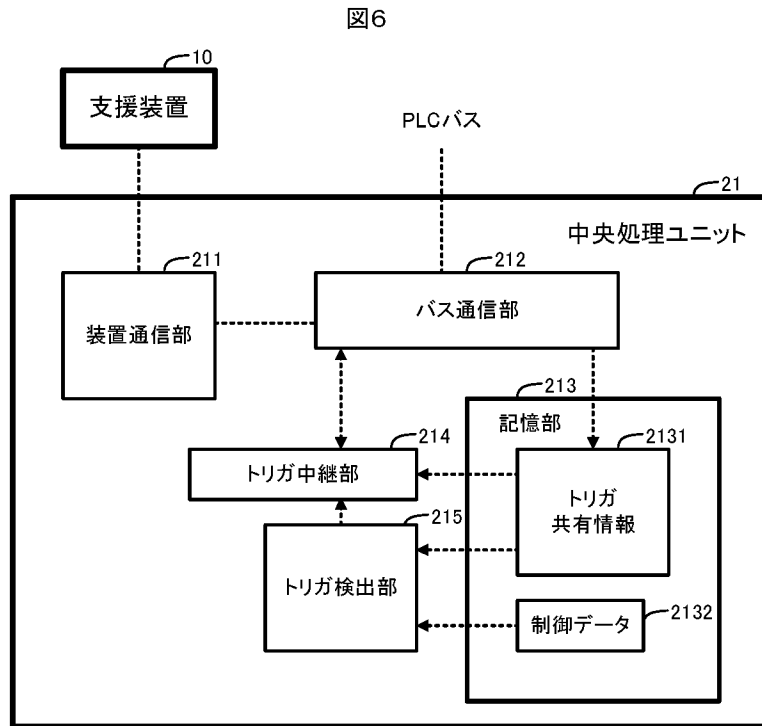 図6
10
支援装置
PLCバス
21
中央処理ユニット
211
装置通信部
212
バス通信部
213
記憶部
214
トリガ中継部
2131
トリガ
共有情報
215
トリガ検出部
2132
制御データ